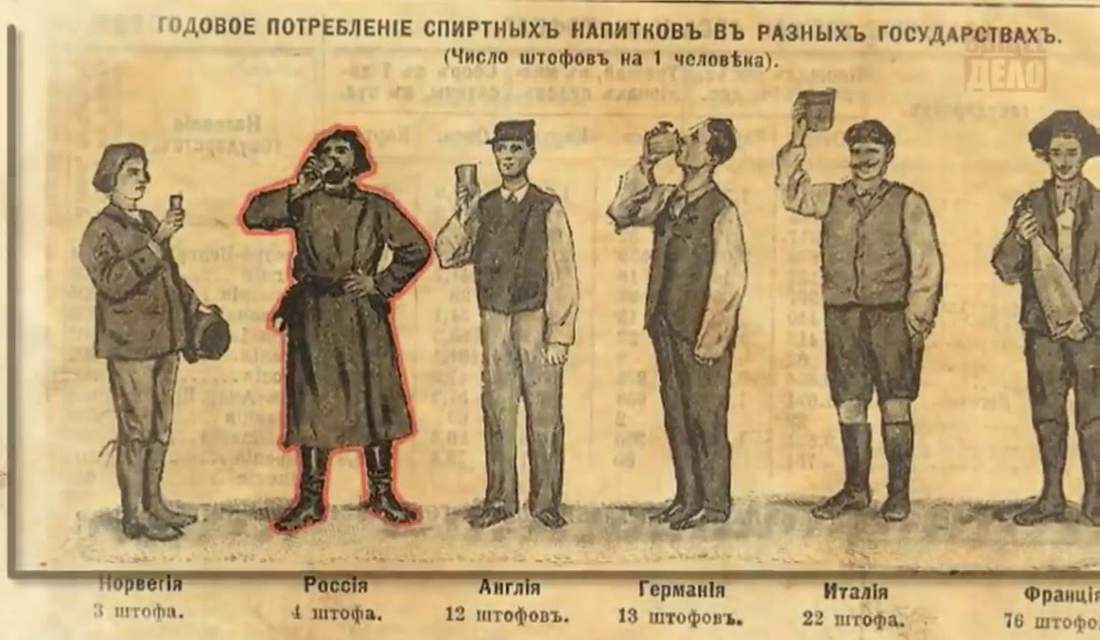 ГОДОВОЕ ПОТРЕБЛЕНІЕ СПИРТНЫХЪ НАПИТКОВЪ ВЪ РАЗНЫХЪ ГОСУДАРСТВАХЪ.
(Число штофовъ на 1 человѣка).
ОБЩЕЕ
ДЕЛО
Норвегія Россія Англія Германія Италія Франція
3 штофа. 4 штофа. 12 штофовъ. 13 штофовъ. 22 штофа. 76 штофо